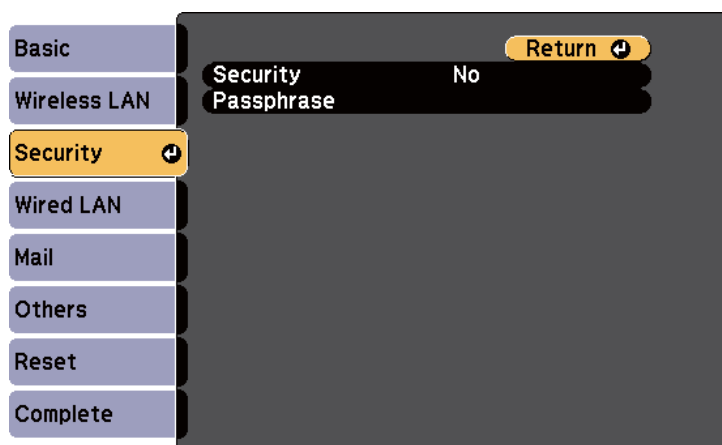 Basic
Wireless LAN
Security
Wired LAN
Mail
Others
Reset
Complete
Return
Security No
Passphrase